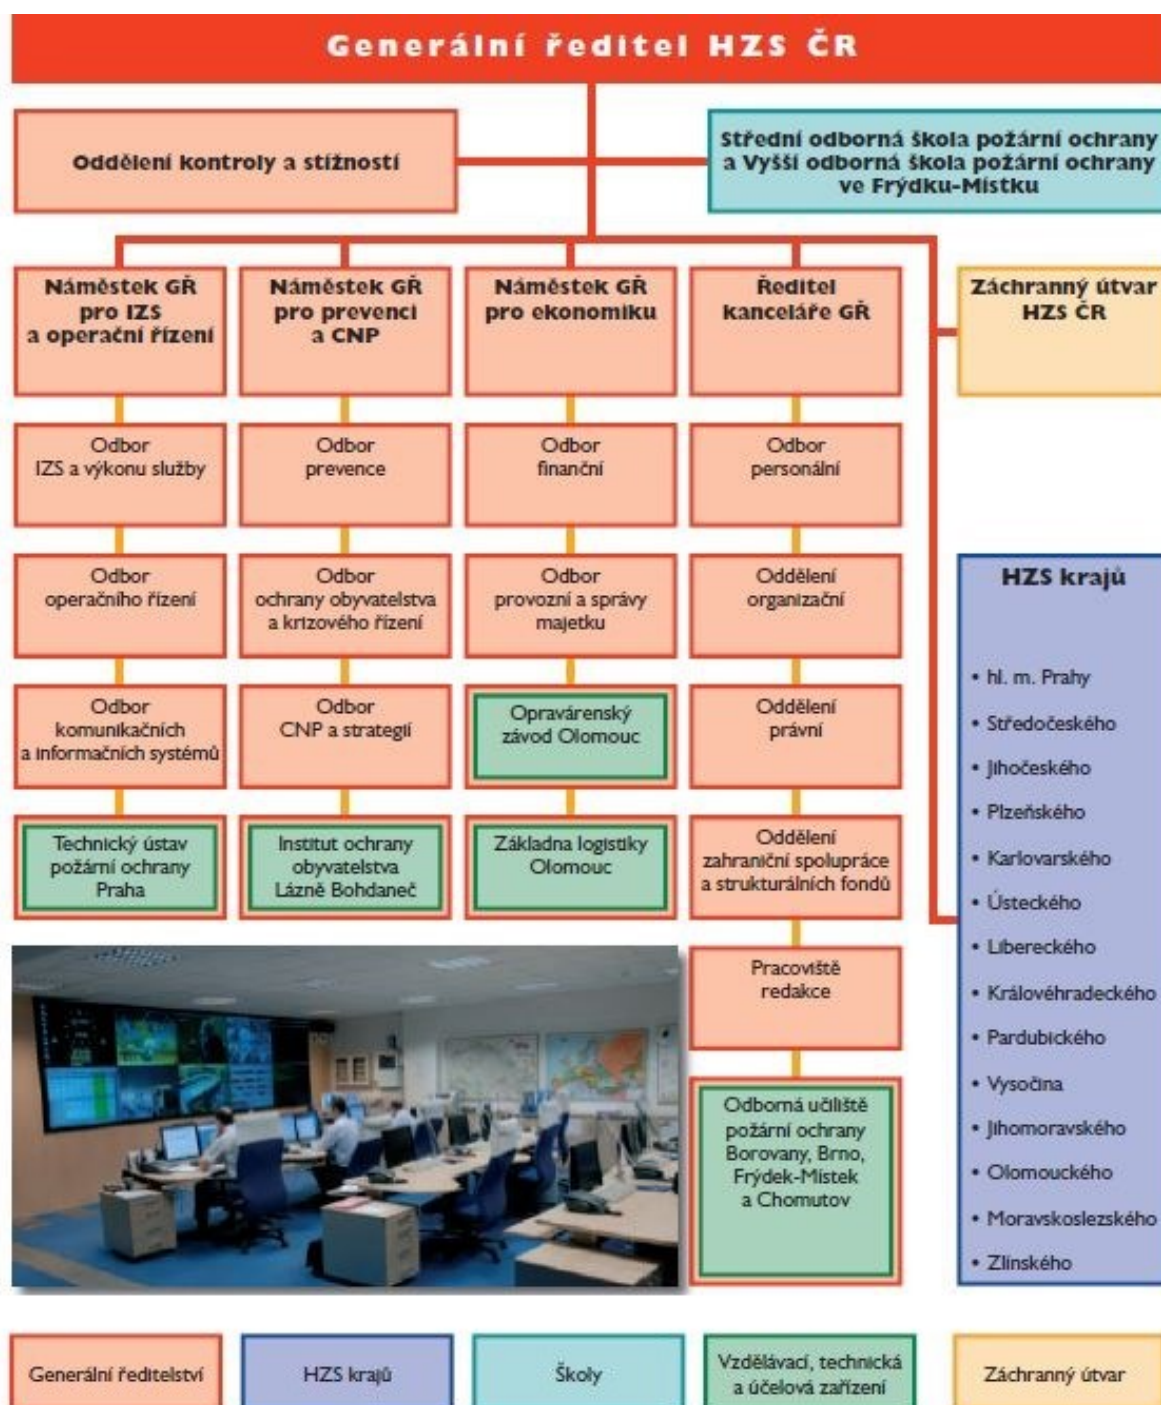 Generální ředitel HZS ČR
Oddělení kontroly a stížností
Střední odborná škola požární ochrany
a Vyšší odborná škola požární ochrany
ve Frýdku-Místku
Náměstek GŘ
pro IZS
a operační řízení
Náměstek GŘ
pro prevenci
a CNP
Náměstek GŘ
pro ekonomiku
Ředitel
kanceláře GŘ
Záchranný útvar
HZS ČR
Odbor
IZS a výkonu služby
Odbor
prevence
Odbor
finanční
Odbor
personální
Odbor
operačního řízení
Odbor
ochrany obyvatelstva
a krizového řízení
Odbor
provozní a správy
majetku
Oddělení
organizační
Odbor
komunikačních
a informačních systémů
Odbor
CNP a strategií
Opravárenský
závod Olomouc
Oddělení
právní
Technický ústav
požární ochrany
Praha
Institut ochrany
obyvatelstva
Lázně Bohdaneč
Základna logistiky
Olomouc
Oddělení
zahraniční spolupráce
a strukturálních fondů
Pracoviště
redakce
Odborná učiliště
požární ochrany
Borovany, Brno,
Frýdek-Místek
a Chomutov
HZS krajů
• hl. m. Prahy
• Středočeského
• Jihočeského
• Plzeňského
• Karlovarského
• Ústeckého
• Libereckého
• Královéhradeckého
• Pardubického
• Vysočina
• Jihomoravského
• Olomouckého
• Moravskoslezského
• Zlínského
Generální ředitelství
HZS krajů
Školy
Vzdělávací, technická
a účelová zařízení
Záchranný útvar